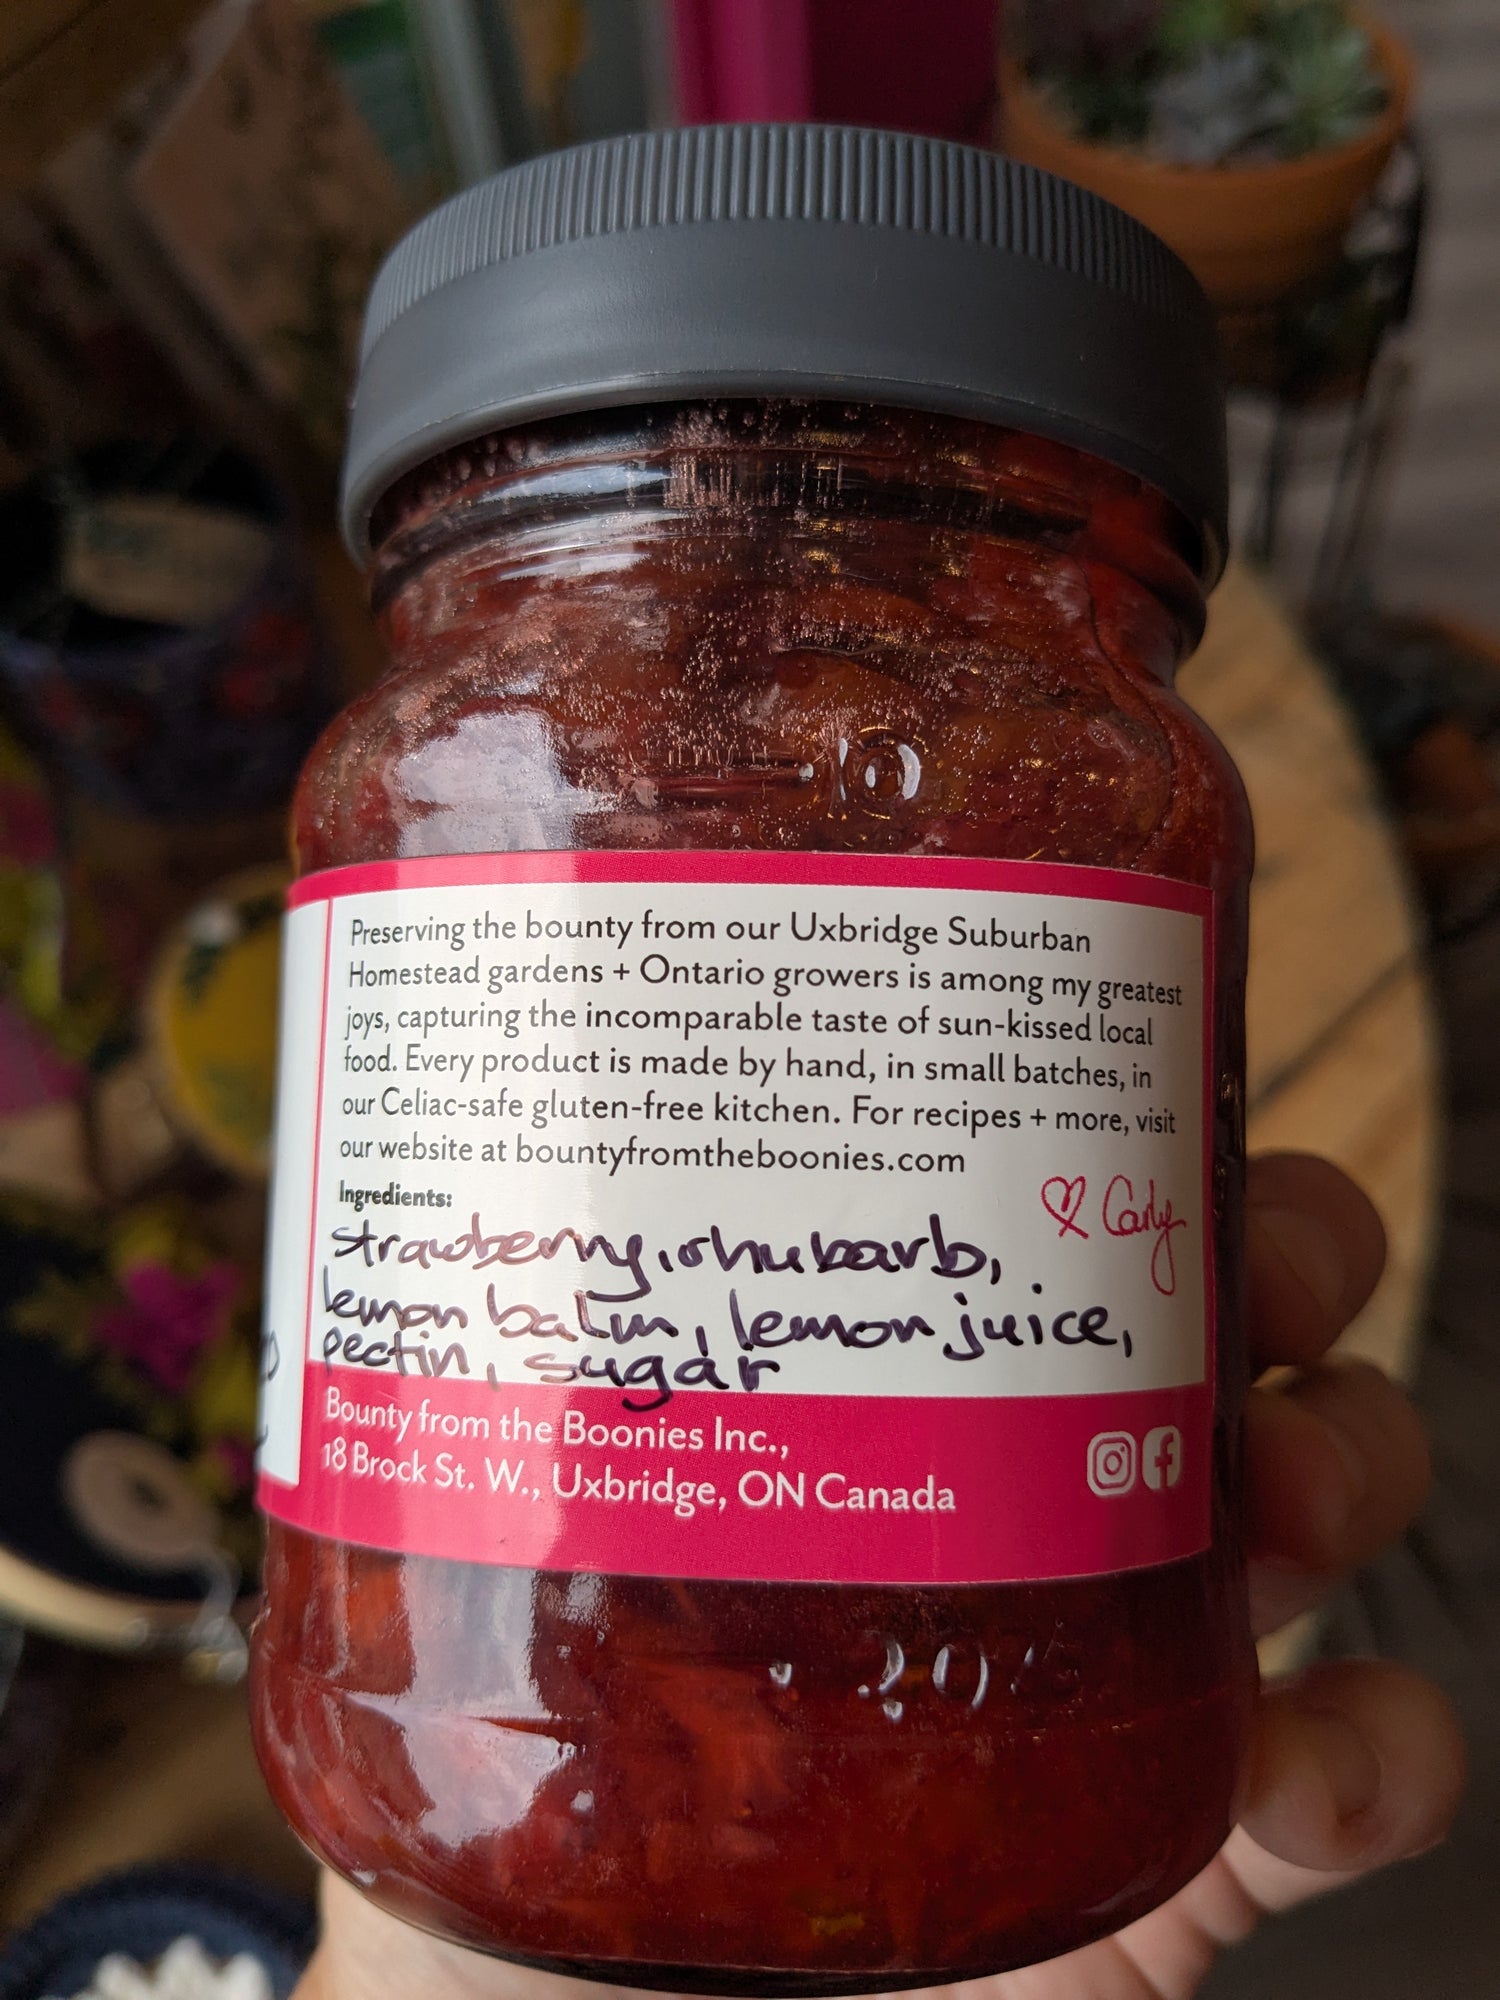 Preserving the bounty from our Uxbridge Suburban
Homestead gardens + Ontario growers is among my greatest
joys, capturing the incomparable taste of sun-kissed local
food. Every product is made by hand, in small batches, in
our Celiac-safe gluten-free kitchen. For recipes + more, visit
our website at bountyfromtheboonies.com
Ingredients:
♡ Carly
strawberry, rhubarb,
lemon balm, lemon juice,
pectin, sugar
Bounty from the Boonies Inc.,
18 Brock St. W., Uxbridge, ON Canada